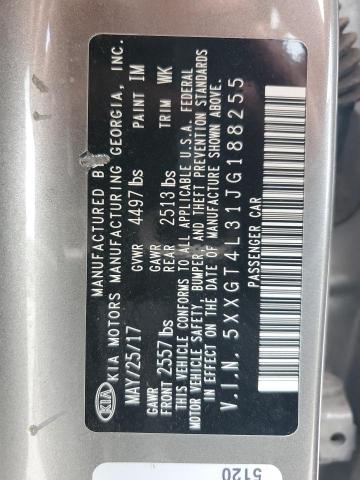 MANUFACTURED BY
KIA KIA MOTORS MANUFACTURING GEORGIA, INC.
MAY/25/17 GVWR 4497 lbs PAINT IM
GAWR FRONT 2557 lbs GAWR REAR 2513 lbs TRIM WK
THIS VEHICLE CONFORMS TO ALL APPLICABLE U.S.A. FEDERAL
MOTOR VEHICLE SAFETY, BUMPER, AND THEFT PREVENTION STANDARDS
IN EFFECT ON THE DATE OF MANUFACTURE SHOWN ABOVE.
V.I.N. 5XXGT4L31JG188255
PASSENGER CAR
5120